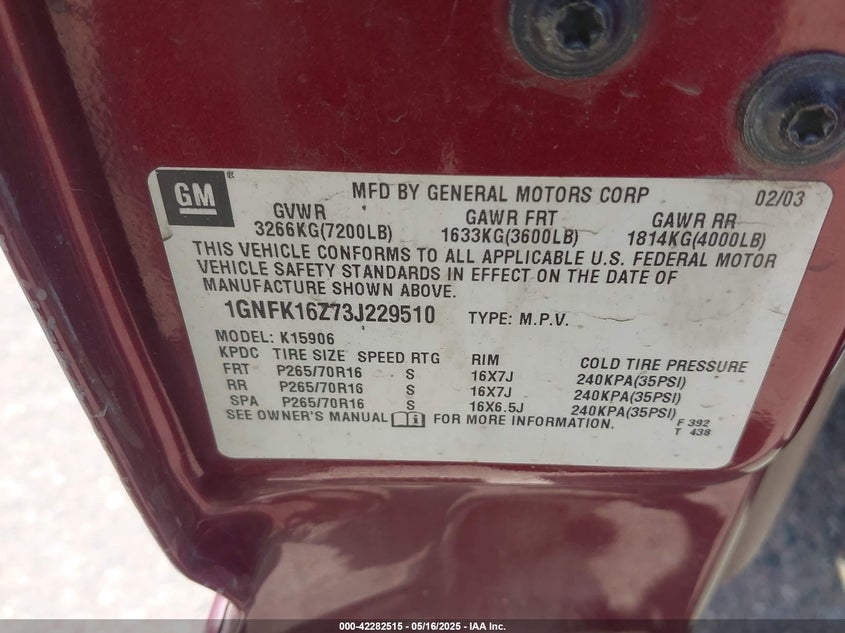 GM
MFD BY GENERAL MOTORS CORP 02/03
GVWR GAWR FRT GAWR RR
3266KG(7200LB) 1633KG(3600LB) 1814KG(4000LB)
THIS VEHICLE CONFORMS TO ALL APPLICABLE U.S. FEDERAL MOTOR
VEHICLE SAFETY STANDARDS IN EFFECT ON THE DATE OF
MANUFACTURE SHOWN ABOVE.
1GNFK16Z73J229510 TYPE: M.P.V.
MODEL: K15906
KPDC TIRE SIZE SPEED RTG RIM COLD TIRE PRESSURE
FRT P265/70R16 S 16X7J 240KPA(35PSI)
RR P265/70R16 S 16X7J 240KPA(35PSI)
SPA P265/70R16 S 16X6.5J 240KPA(35PSI)
SEE OWNER'S MANUAL FOR MORE INFORMATION.
F 392
T 438
000-42282515 - 05/16/2025 - IAA Inc.